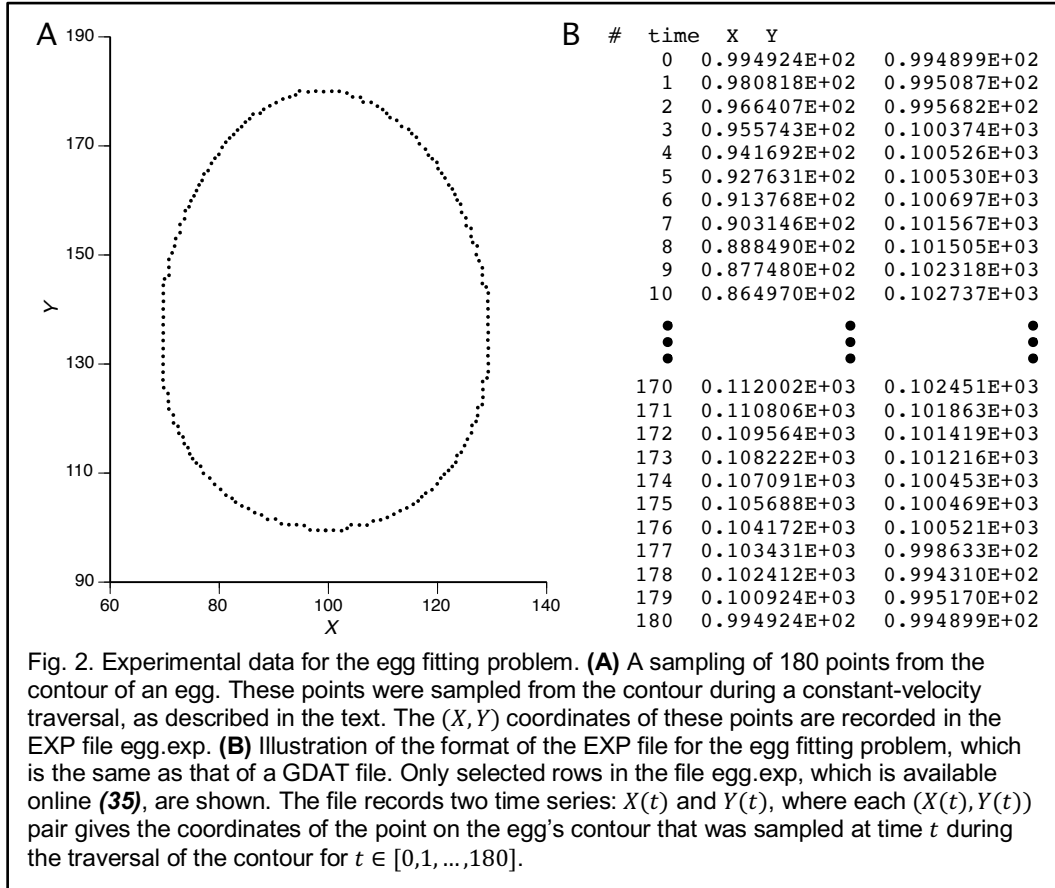 A
190
170
150
130
110
90
Y
60
80
100
120
140
X
B # time X Y
0 0.994924E+02 0.994899E+02
1 0.980818E+02 0.995087E+02
2 0.966407E+02 0.995682E+02
3 0.955743E+02 0.100374E+03
4 0.941692E+02 0.100526E+03
5 0.927631E+02 0.100530E+03
6 0.913768E+02 0.100697E+03
7 0.903146E+02 0.101567E+03
8 0.888490E+02 0.101505E+03
9 0.877480E+02 0.102318E+03
10 0.864970E+02 0.102737E+03
170 0.112002E+03 0.102451E+03
171 0.110806E+03 0.101863E+03
172 0.109564E+03 0.101419E+03
173 0.108222E+03 0.101216E+03
174 0.107091E+03 0.100453E+03
175 0.105688E+03 0.100469E+03
176 0.104172E+03 0.100521E+03
177 0.103431E+03 0.998633E+02
178 0.102412E+03 0.994310E+02
179 0.100924E+03 0.995170E+02
180 0.994924E+02 0.994899E+02
Fig. 2. Experimental data for the egg fitting problem. (A) A sampling of 180 points from the
contour of an egg. These points were sampled from the contour during a constant-velocity
traversal, as described in the text. The (X, Y) coordinates of these points are recorded in the
EXP file egg.exp. (B) Illustration of the format of the EXP file for the egg fitting problem, which
is the same as that of a GDAT file. Only selected rows in the file egg.exp, which is available
online (35), are shown. The file records two time series: X(t) and Y(t), where each (X(t), Y(t))
pair gives the coordinates of the point on the egg's contour that was sampled at time t during
the traversal of the contour for t ∈ [0,1, … ,180].